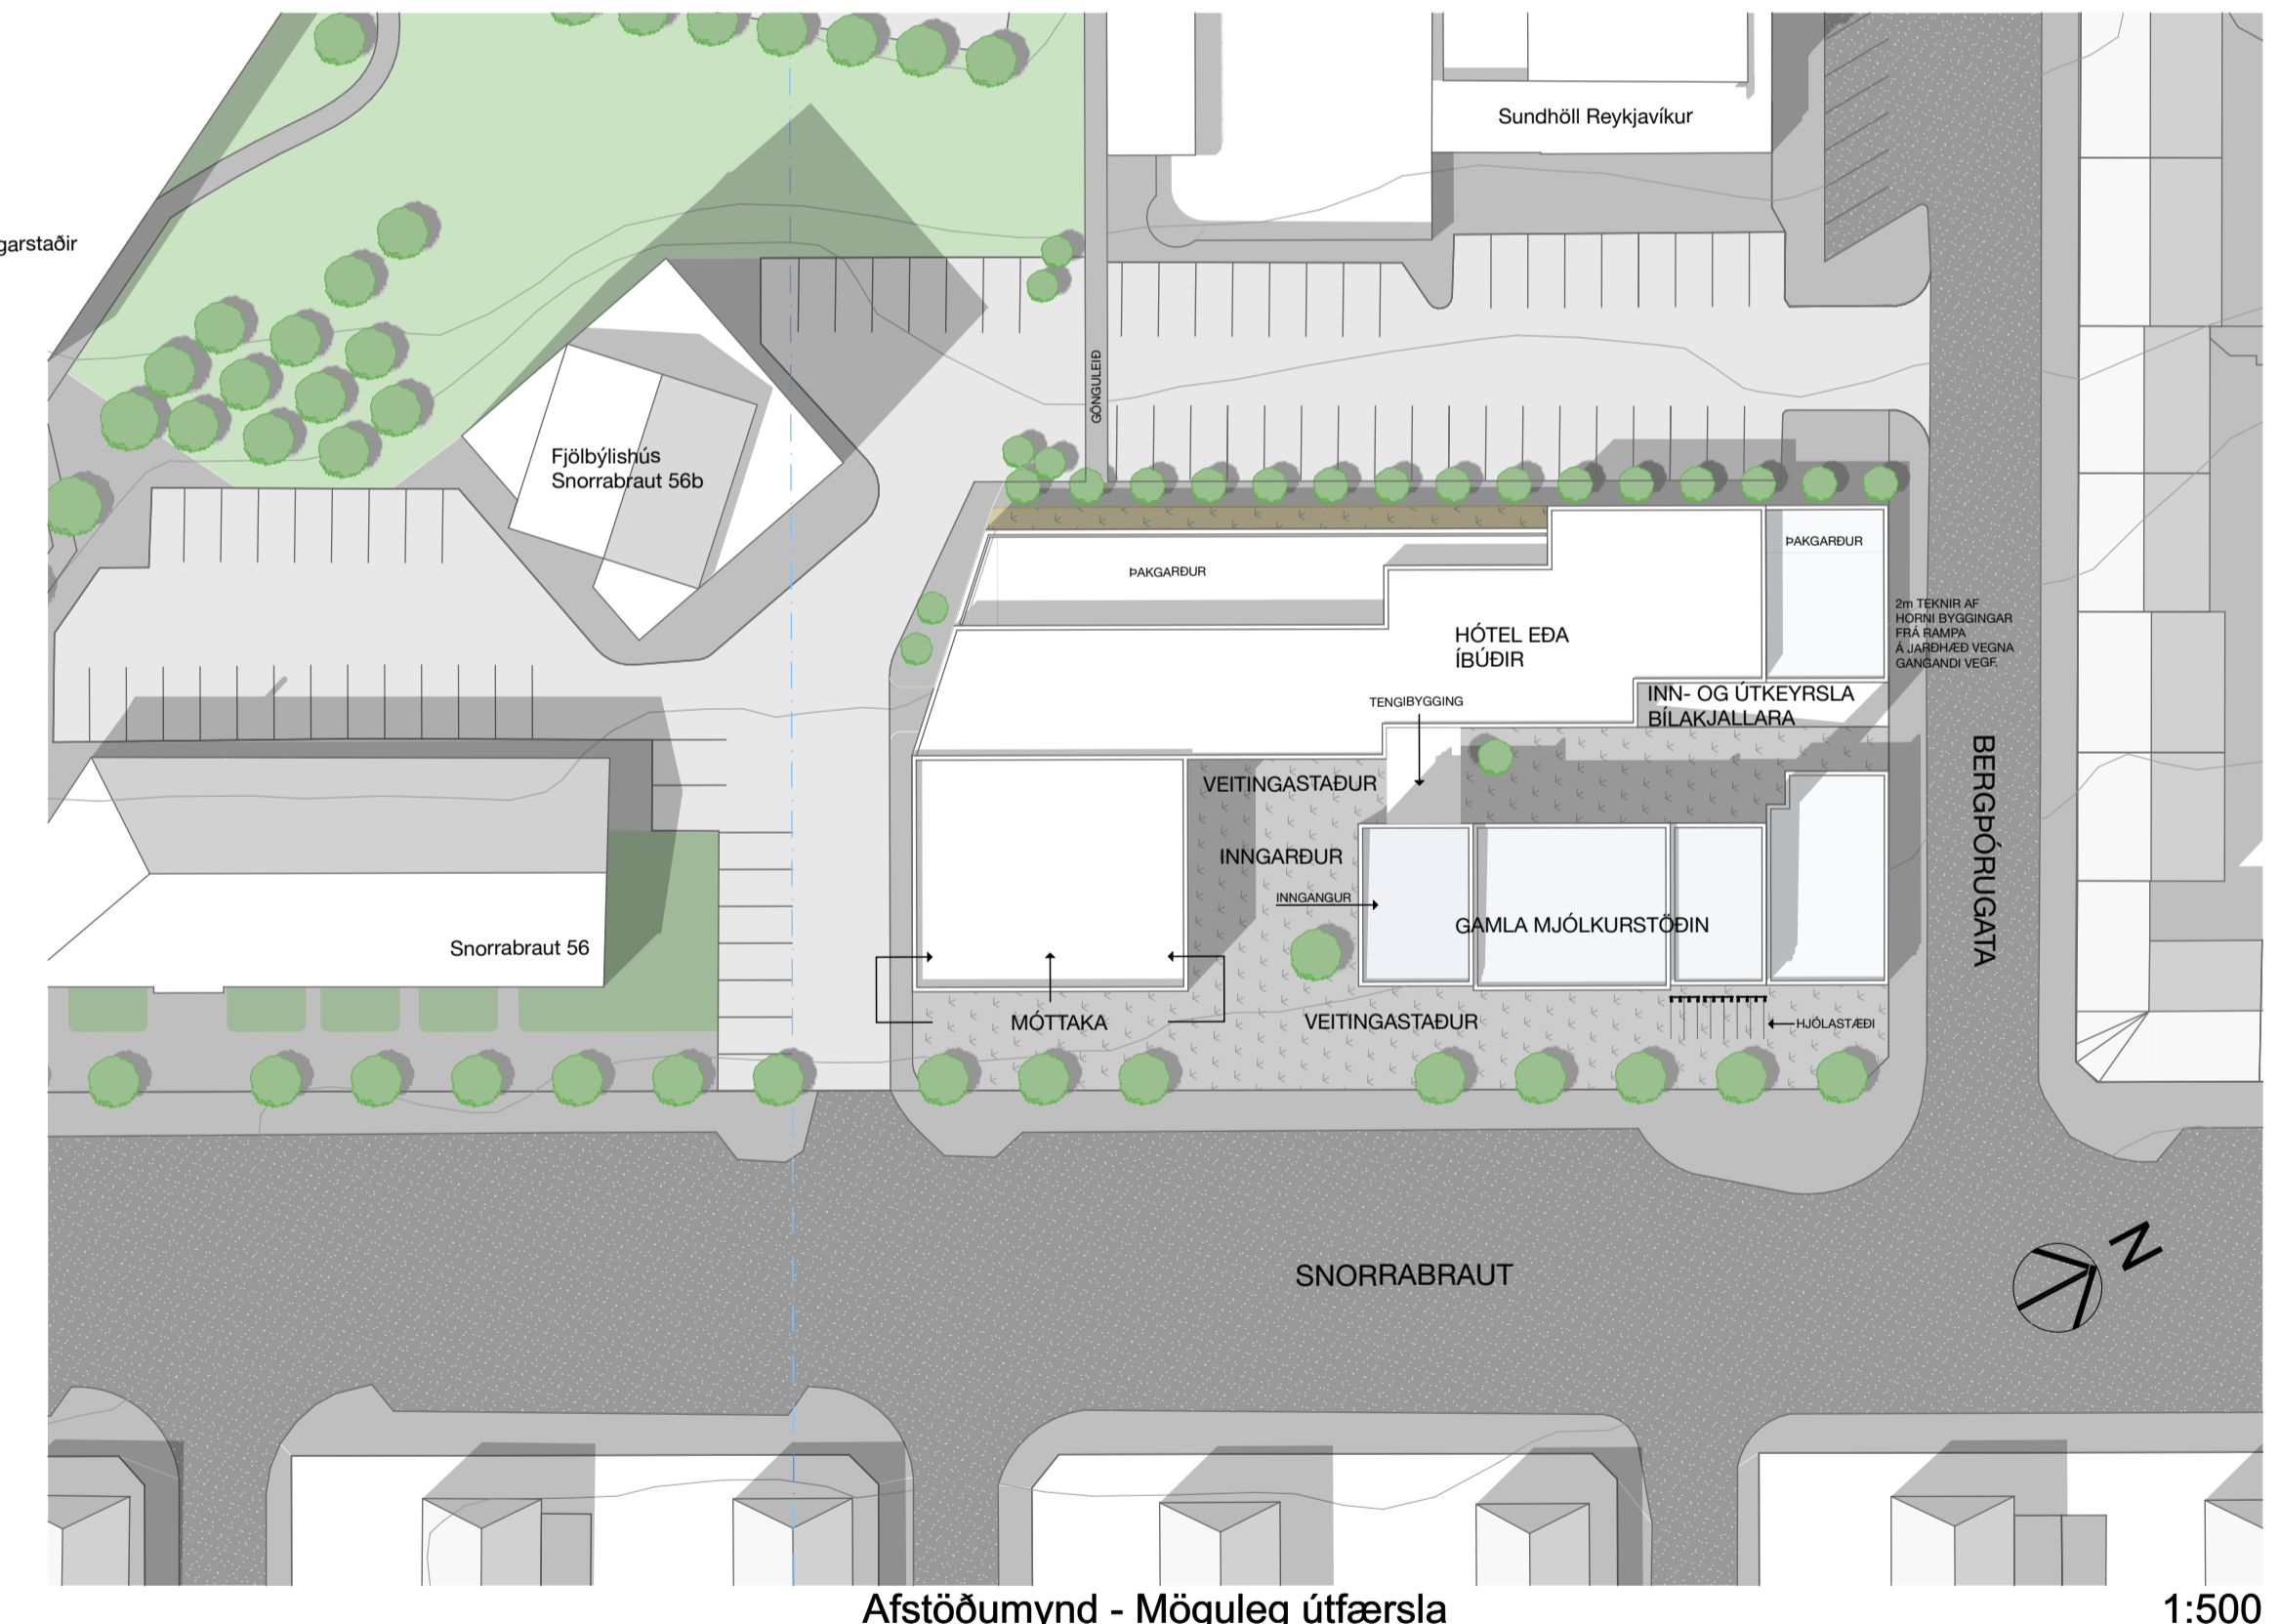 Sundhöll Reykjavíkur
garstaðir
GÖNGULEIÐ
Fjölbýlishús
Snorrabraut 56b
ÞAKGARÐUR
ÞAKGARÐUR
2m TEKNIR AF
HORNI BYGGINGAR
FRÁ RAMPA
Á JARÐHÆÐ VEGNA
GANGANDI VEGF.
HÓTEL EÐA
ÍBÚÐIR
TENGIBYGGING
INN- OG ÚTKEYRSLA
BÍLAKJALLARA
VEITINGASTAÐUR
BERGÞÓRUGATA
INNGARÐUR
INNGANGUR
GAMLA MJÓLKURSTÖÐIN
Snorrabraut 56
MÓTTAKA
VEITINGASTAÐUR
HJÓLASTÆÐI
SNORRABRAUT
N
Afstöðumynd - Möguleg útfærsla
1:500